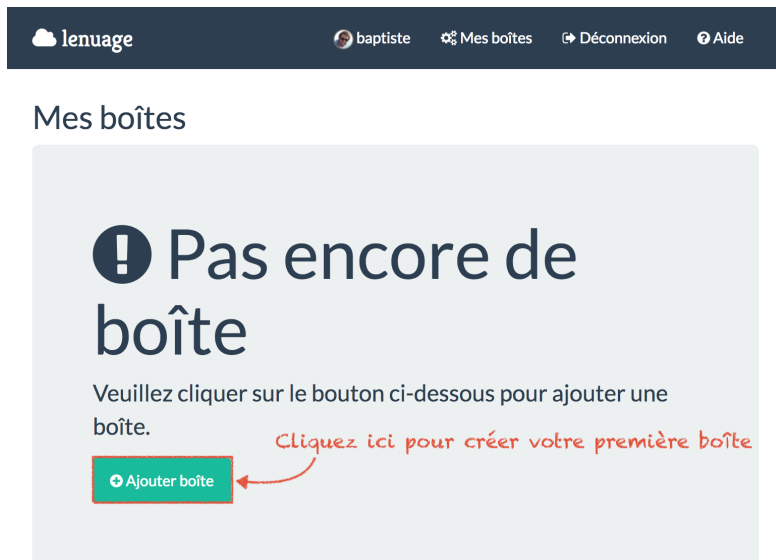 lenuage baptiste Mes boîtes Déconnexion Aide
Mes boîtes
Pas encore de
boîte
Veuillez cliquer sur le bouton ci-dessous pour ajouter une
boîte.
Cliquez ici pour créer votre première boîte
Ajouter boîte